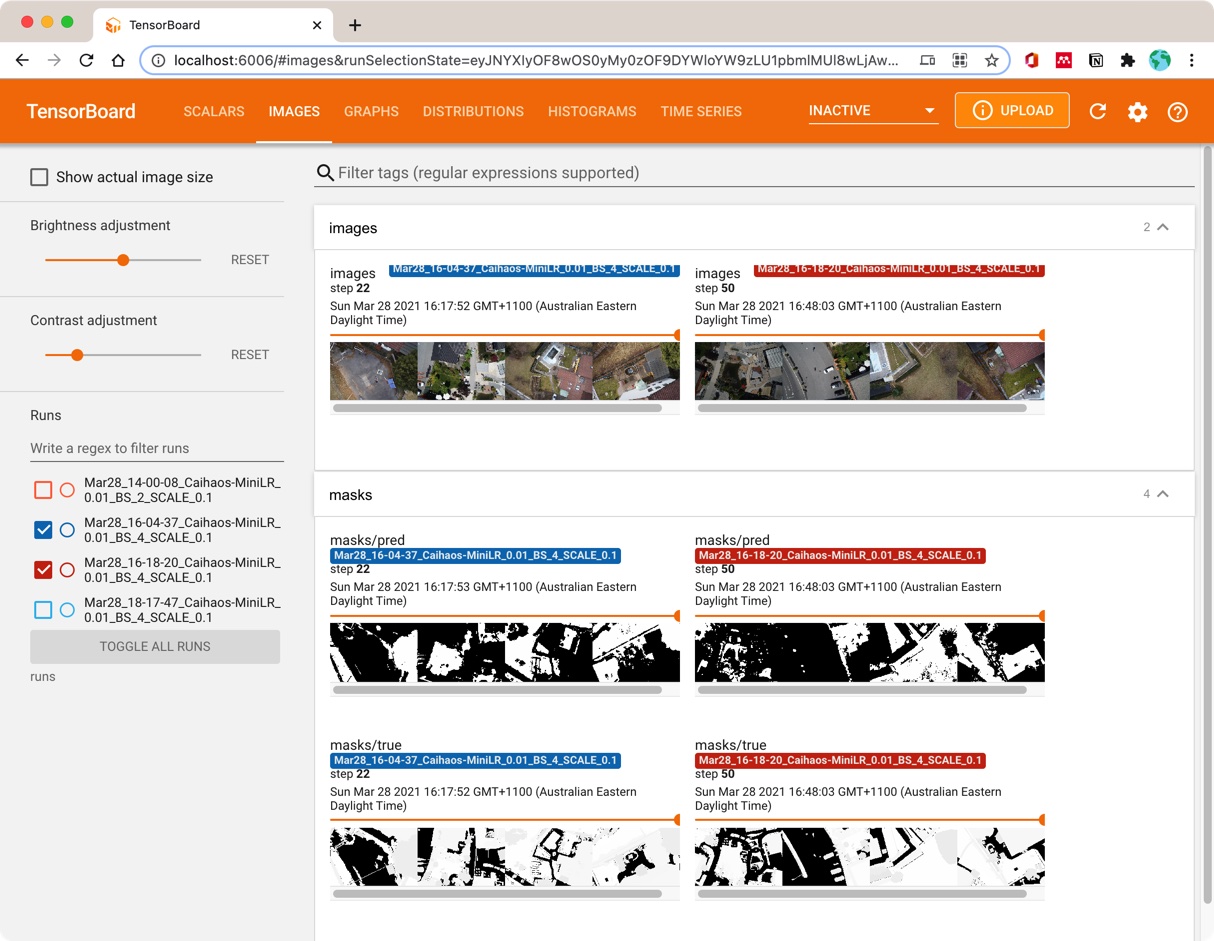 TensorBoard
localhost:6006/#images&runSelectionState=eyJNYXIyOF8wOS0yMy0zOF9DYWloYW9zLU1pbmlMUl8wLjAw...
TensorBoard SCALARS IMAGES GRAPHS DISTRIBUTIONS HISTOGRAMS TIME SERIES INACTIVE UPLOAD
Show actual image size
Brightness adjustment
RESET
Contrast adjustment
RESET
Runs
Write a regex to filter runs
Mar28_14-00-08_Caihaos-MiniLR_
0.01_BS_2_SCALE_0.1
Mar28_16-04-37_Caihaos-MiniLR_
0.01_BS_4_SCALE_0.1
Mar28_16-18-20_Caihaos-MiniLR_
0.01_BS_4_SCALE_0.1
Mar28_18-17-47_Caihaos-MiniLR_
0.01_BS_4_SCALE_0.1
TOGGLE ALL RUNS
runs
Filter tags (regular expressions supported)
images 2
images Mar28_16-04-37_Caihaos-MiniLR_0.01_BS_4_SCALE_0.1
step 22
Sun Mar 28 2021 16:17:52 GMT+1100 (Australian Eastern
Daylight Time)
images Mar28_16-18-20_Caihaos-MiniLR_0.01_BS_4_SCALE_0.1
step 50
Sun Mar 28 2021 16:48:03 GMT+1100 (Australian Eastern
Daylight Time)
masks 4
masks/pred
Mar28_16-04-37_Caihaos-MiniLR_0.01_BS_4_SCALE_0.1
step 22
Sun Mar 28 2021 16:17:53 GMT+1100 (Australian Eastern
Daylight Time)
masks/pred
Mar28_16-18-20_Caihaos-MiniLR_0.01_BS_4_SCALE_0.1
step 50
Sun Mar 28 2021 16:48:03 GMT+1100 (Australian Eastern
Daylight Time)
masks/true
Mar28_16-04-37_Caihaos-MiniLR_0.01_BS_4_SCALE_0.1
step 22
Sun Mar 28 2021 16:17:52 GMT+1100 (Australian Eastern
Daylight Time)
masks/true
Mar28_16-18-20_Caihaos-MiniLR_0.01_BS_4_SCALE_0.1
step 50
Sun Mar 28 2021 16:48:03 GMT+1100 (Australian Eastern
Daylight Time)